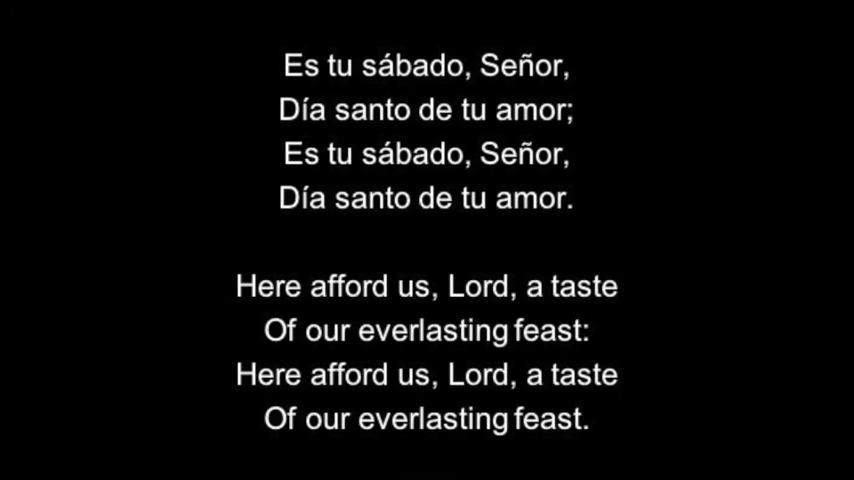 Es tu sábado, Señor,
Día santo de tu amor;
Es tu sábado, Señor,
Día santo de tu amor.
Here afford us, Lord, a taste
Of our everlasting feast:
Here afford us, Lord, a taste
Of our everlasting feast.